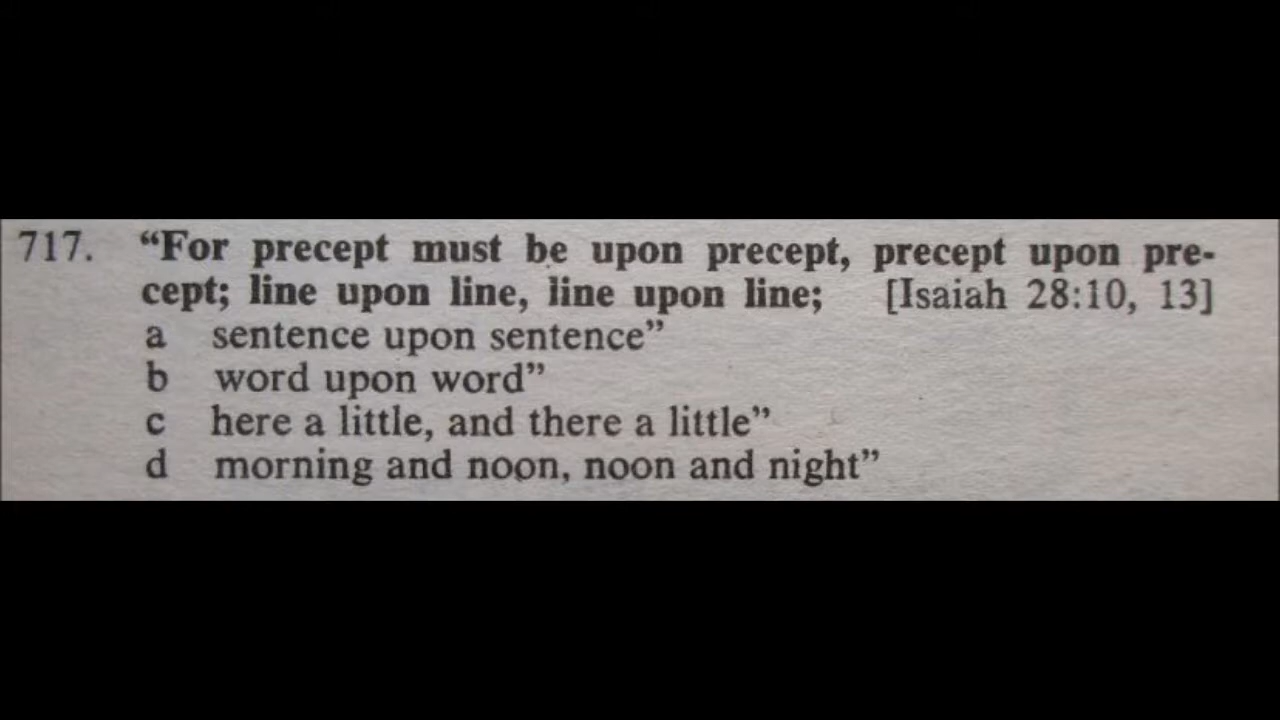 717. “For precept must be upon precept, precept upon pre-
cept; line upon line, line upon line; [Isaiah 28:10, 13]
a sentence upon sentence”
b word upon word”
c here a little, and there a little”
d morning and noon, noon and night”